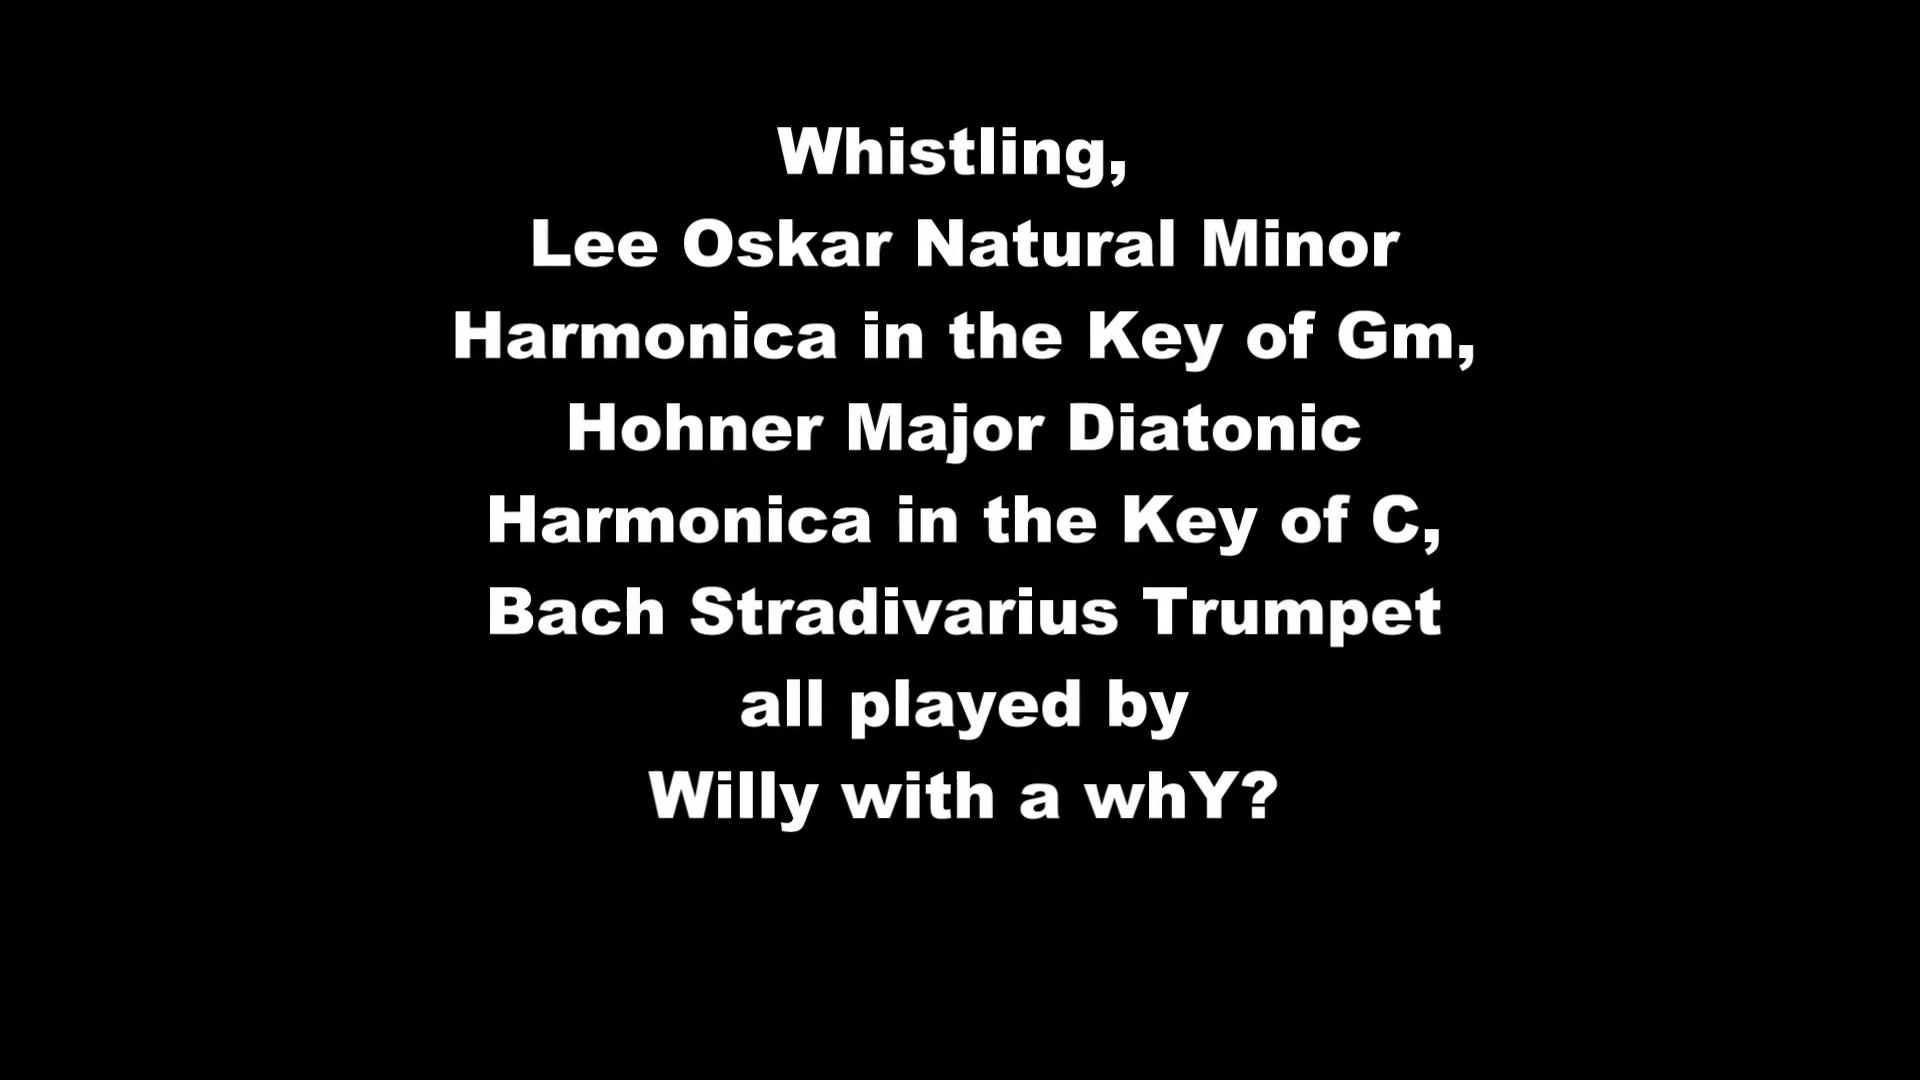 Whistling,
Lee Oskar Natural Minor
Harmonica in the Key of Gm,
Hohner Major Diatonic
Harmonica in the Key of C,
Bach Stradivarius Trumpet
all played by
Willy with a whY?